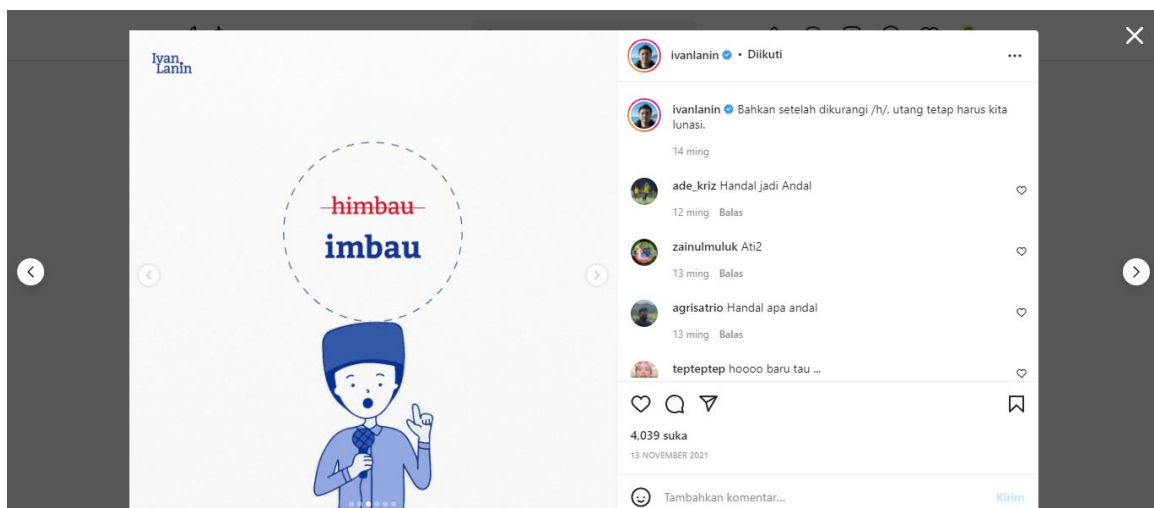 Ivan
Lanin
himbau
imbau
ivanlanin • Diikuti
ivanlanin Bahkan setelah dikurangi /h/, utang tetap harus kita
lunasi.
14 ming
ade_kriz Handal jadi Andal
12 ming Balas
zainulmuluk Ati2
13 ming Balas
agrisatrio Handal apa andal
13 ming Balas
tepteptep hoooo baru tau ...
4,039 suka
13 NOVEMBER 2021
Tambahkan komentar...
Kirim